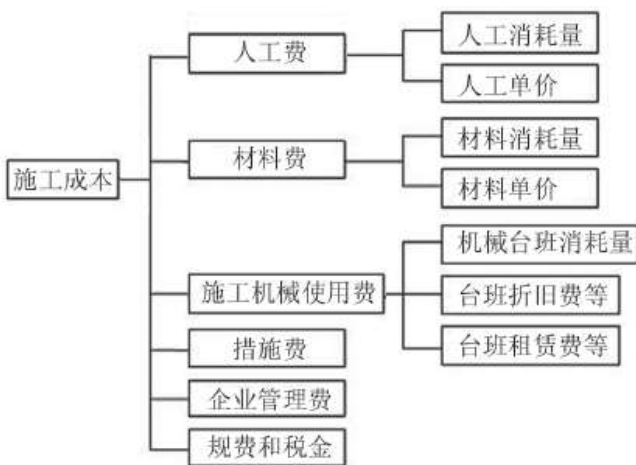 施工成本
人工费
人工消耗量
人工单价
材料费
材料消耗量
材料单价
施工机械使用费
机械台班消耗量
台班折旧费等
台班租赁费等
措施费
企业管理费
规费和税金